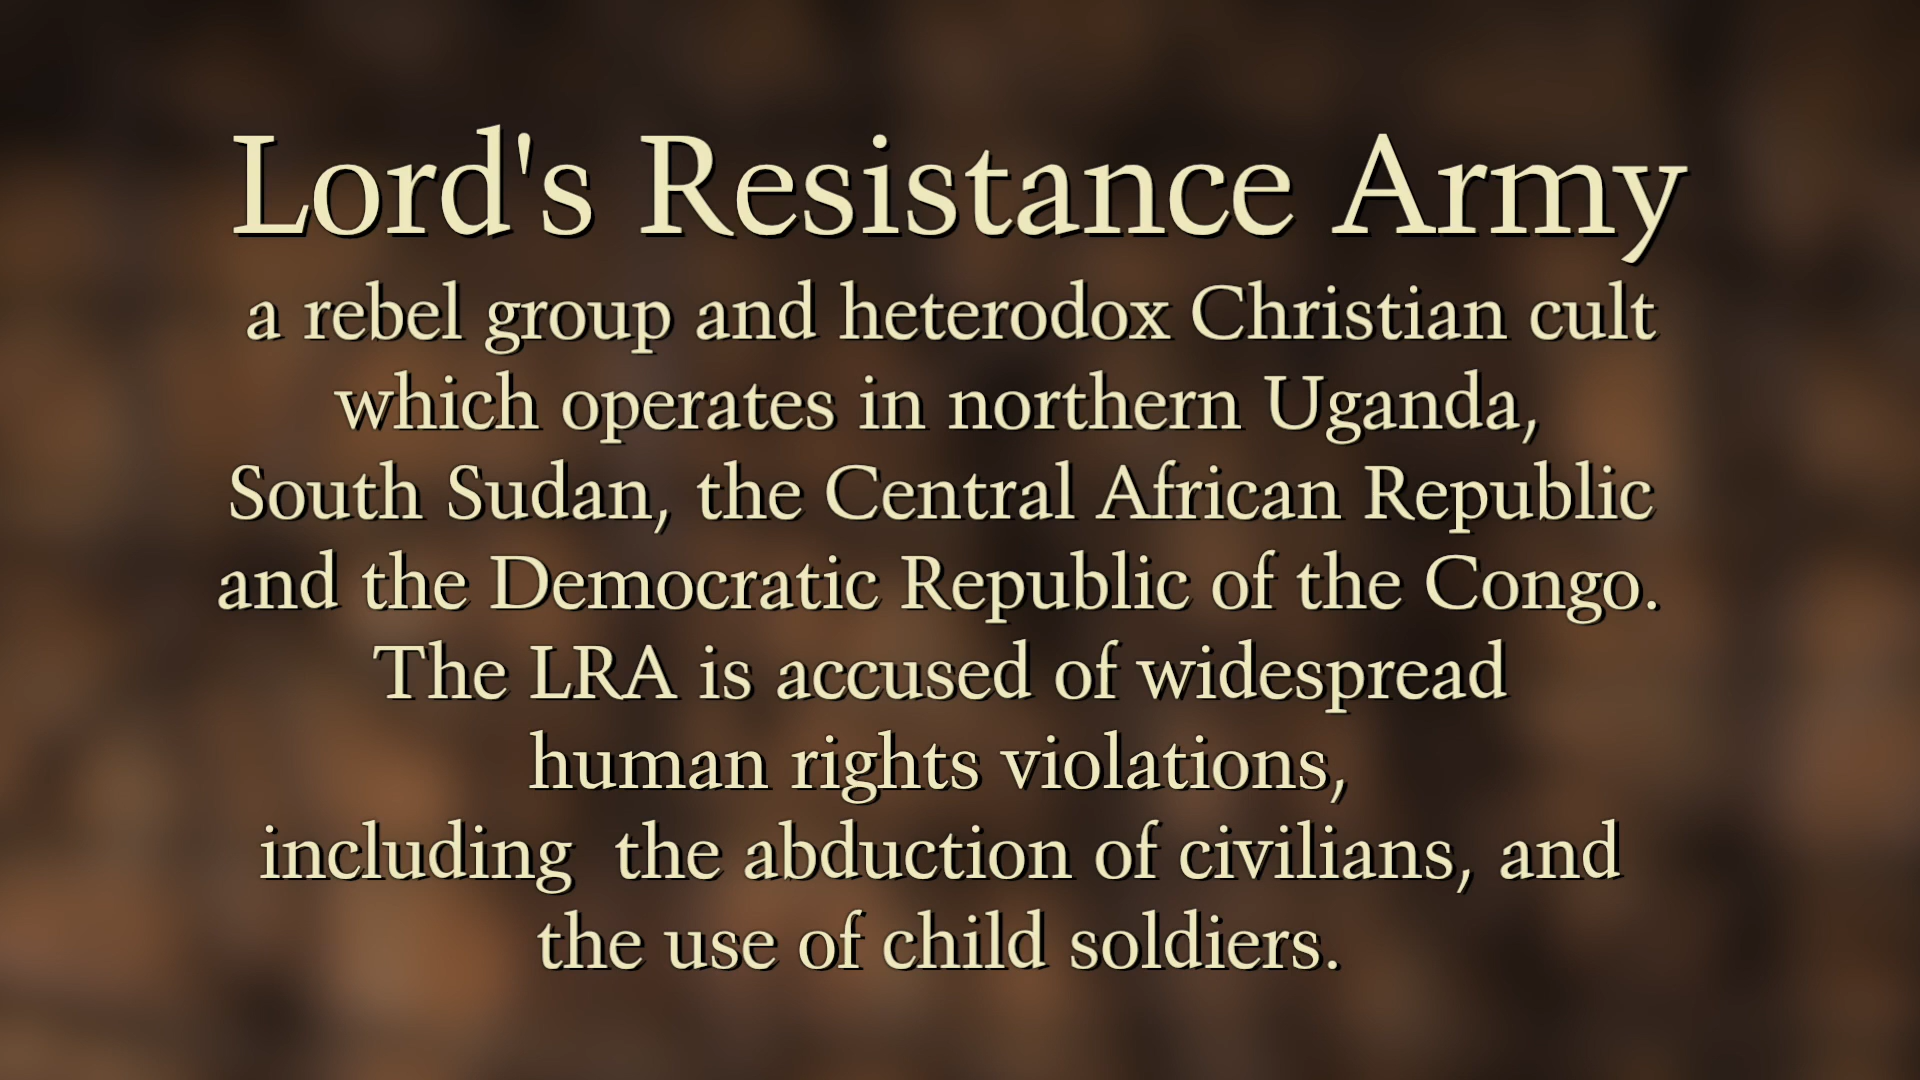 Lord's Resistance Army
a rebel group and heterodox Christian cult
which operates in northern Uganda,
South Sudan, the Central African Republic
and the Democratic Republic of the Congo.
The LRA is accused of widespread
human rights violations,
including  the abduction of civilians, and
the use of child soldiers.